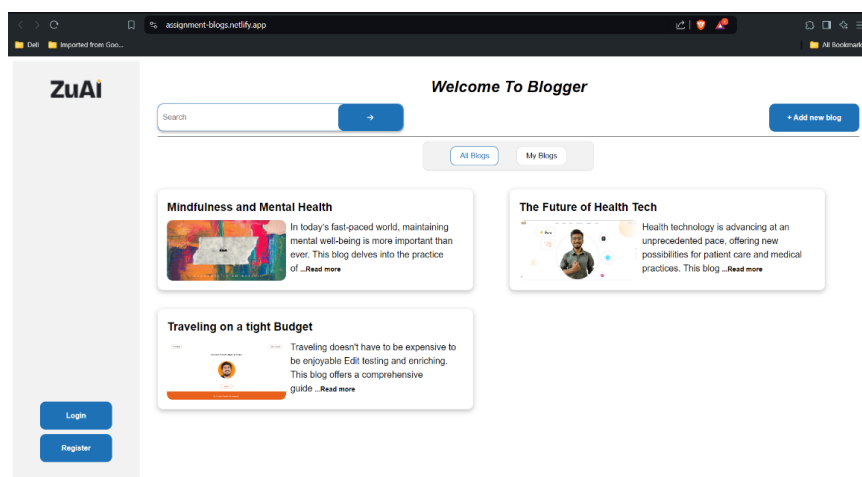 assignment-blogs.netlify.app
Dell
Imported from Goo...
All Bookmark
ZuAi
Welcome To Blogger
Search
→
+ Add new blog
All Blogs
My Blogs
Mindfulness and Mental Health
In today's fast-paced world, maintaining
mental well-being is more important than
ever. This blog delves into the practice
of ...Read more
The Future of Health Tech
Health technology is advancing at an
unprecedented pace, offering new
possibilities for patient care and medical
practices. This blog ...Read more
Traveling on a tight Budget
Traveling doesn't have to be expensive to
be enjoyable Edit testing and enriching.
This blog offers a comprehensive
guide ...Read more
Login
Register